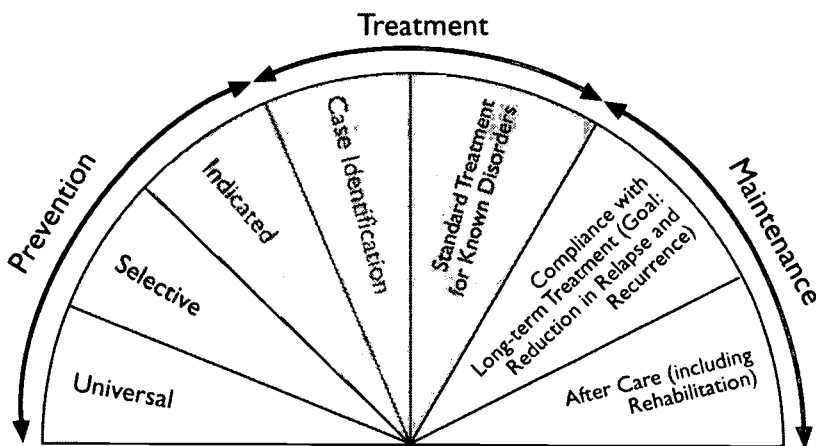 Treatment
Prevention
Maintenance
Universal
Selective
Indicated
Case Identification
Standard Treatment
for Known Disorders
Compliance with
Long-term Treatment (Goal:
Reduction in Relapse and
Recurrence)
After Care (including
Rehabilitation)